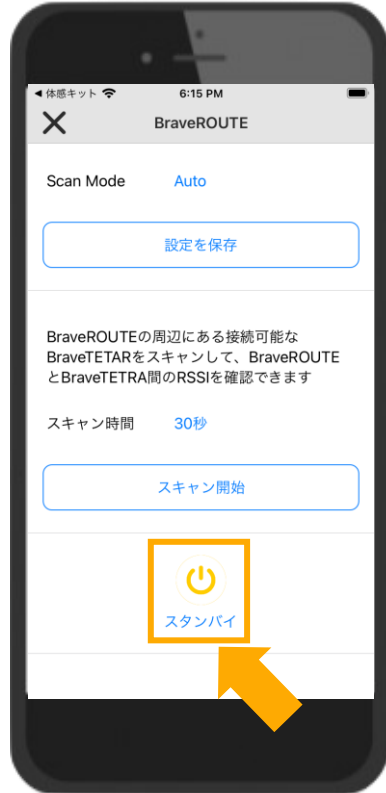 ◀体感キット 6:15 PM
BraveROUTE
Scan Mode Auto
設定を保存
BraveROUTEの周辺にある接続可能な
BraveTETARをスキャンして、BraveROUTE
とBraveTETRA間のRSSIを確認できます
スキャン時間 30秒
スキャン開始
スタンバイ